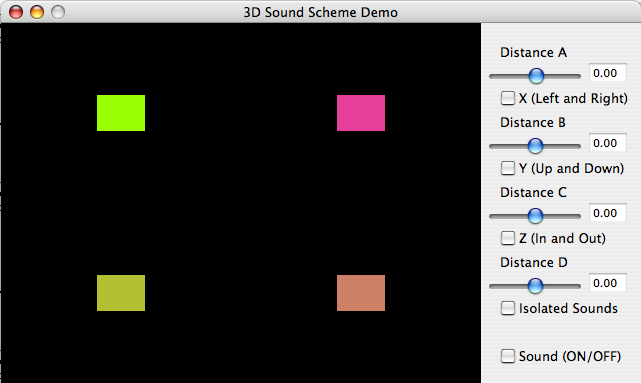 3D Sound Scheme Demo
Distance A
0.00
X (Left and Right)
Distance B
0.00
Y (Up and Down)
Distance C
0.00
Z (In and Out)
Distance D
0.00
Isolated Sounds
Sound (ON/OFF)